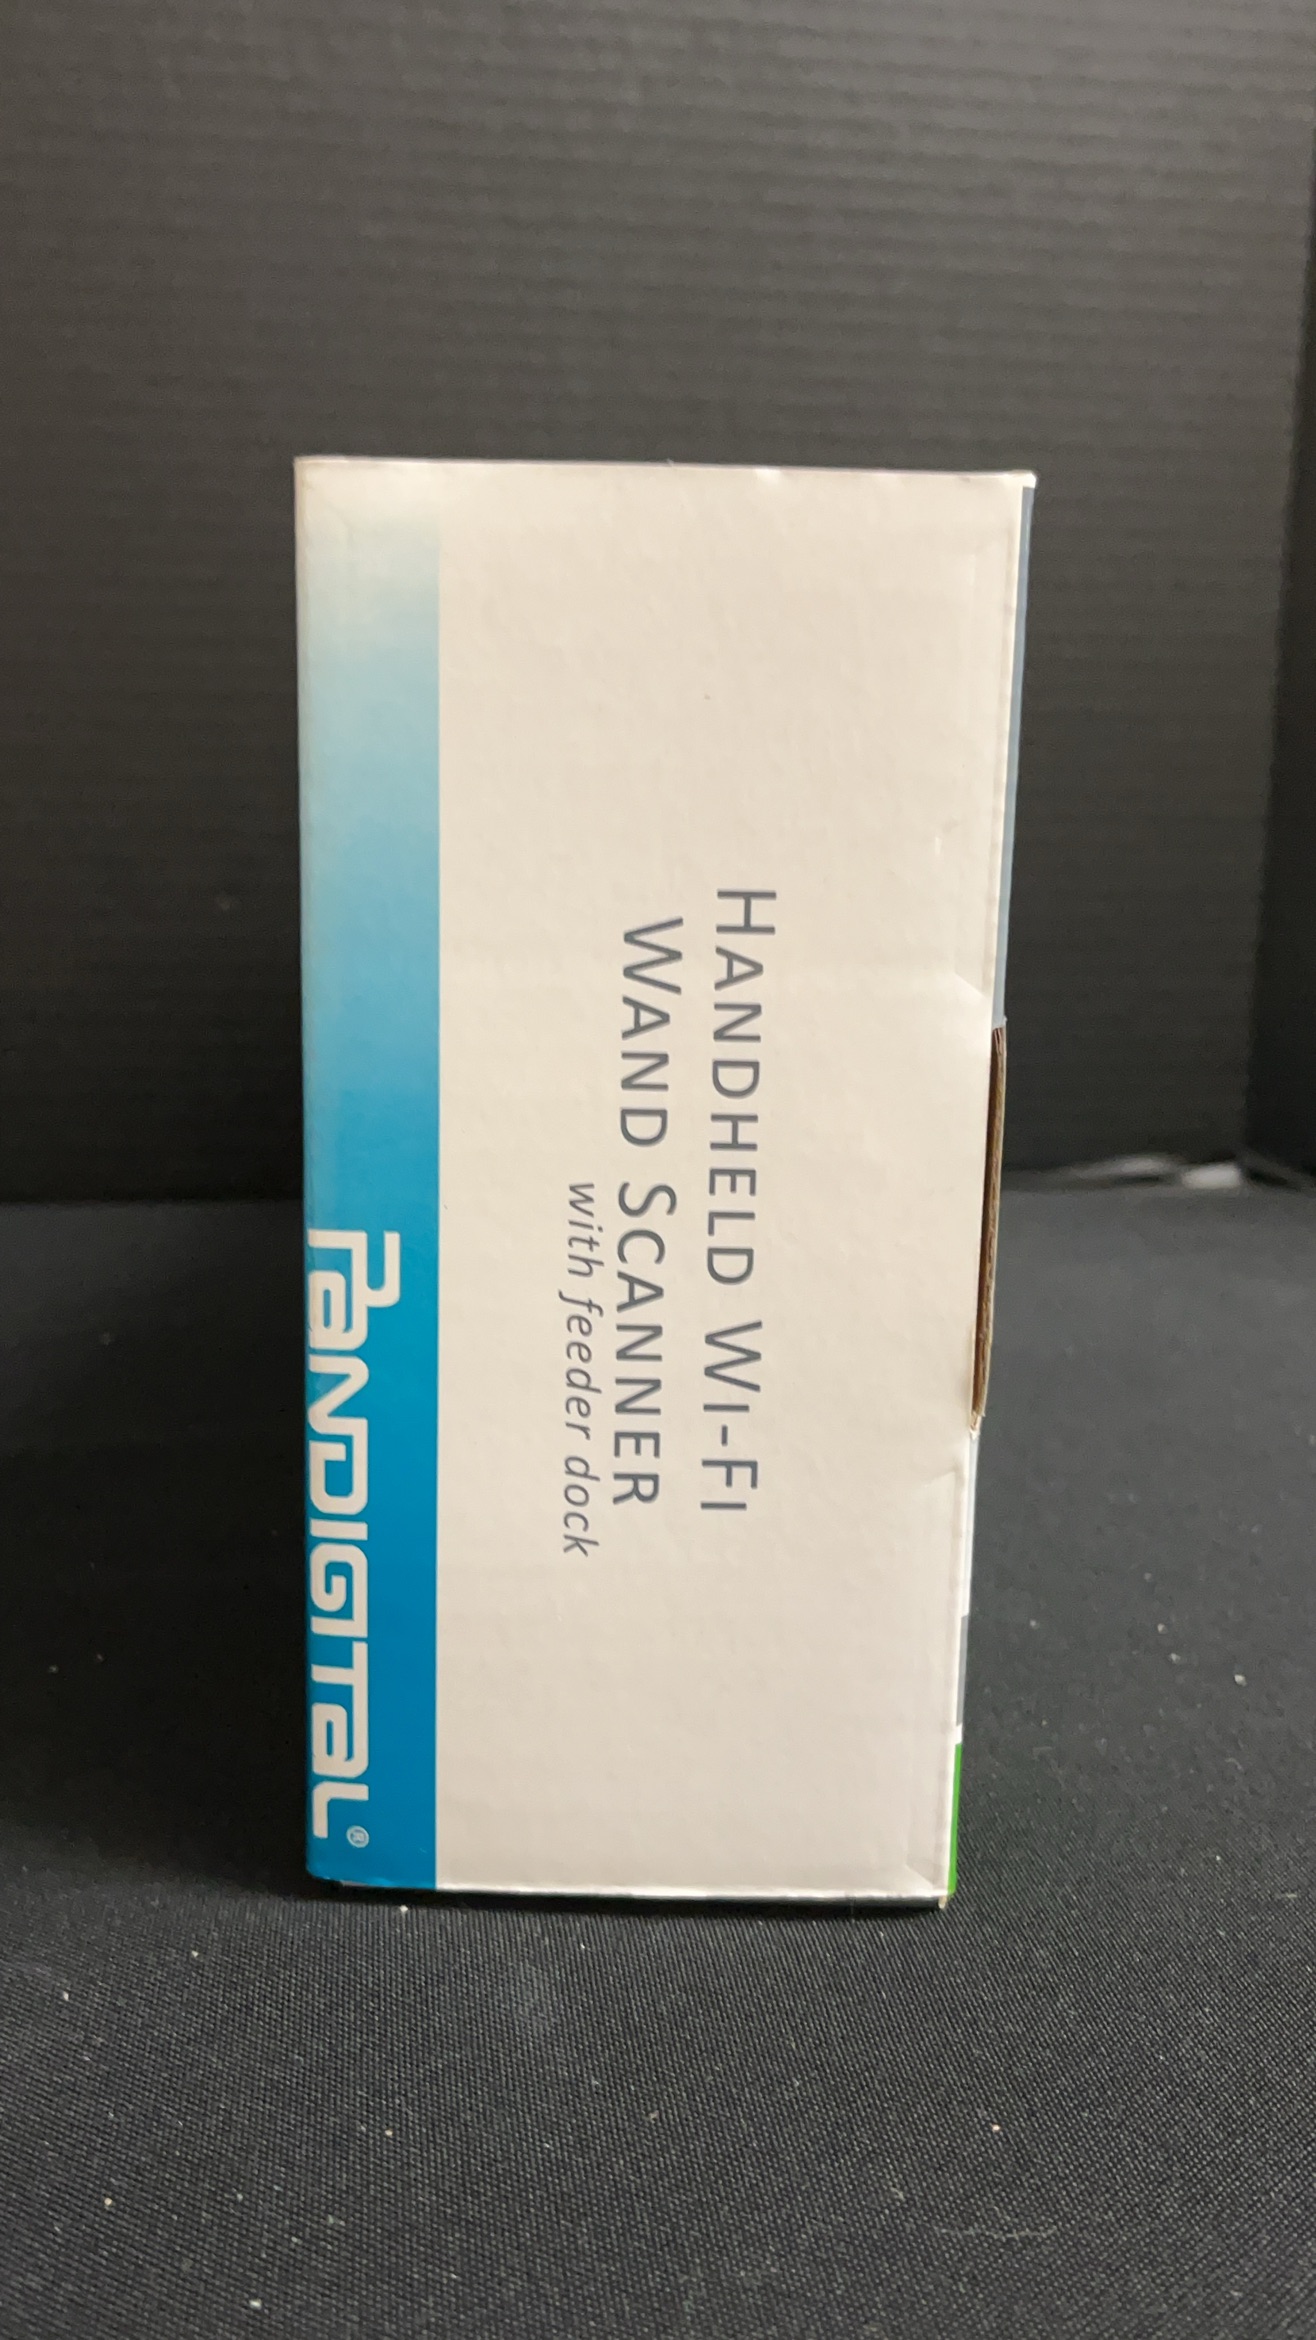 HANDHELD WI-FI
WAND SCANNER
with feeder dock
PANDIGITAL®